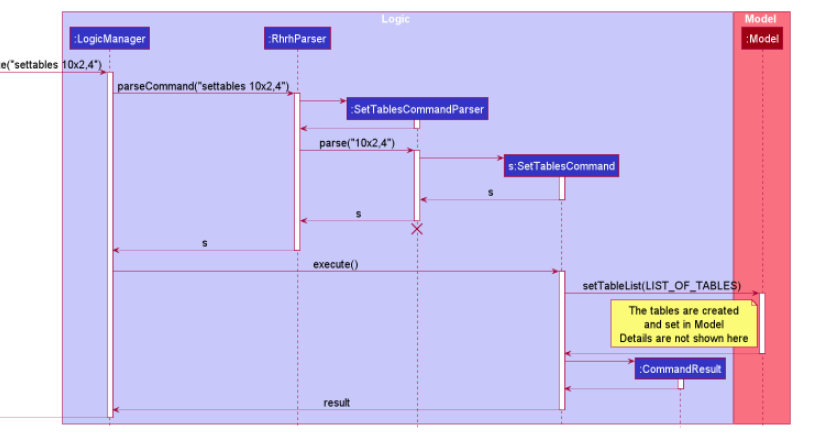 Logic
Model
:LogicManager
:RhrhParser
:Model
e("settables 10x2,4")
parseCommand("settables 10x2,4")
:SetTablesCommandParser
parse("10x2,4")
s:SetTablesCommand
s
s
s
execute()
setTableList(LIST_OF_TABLES)
The tables are created
and set in Model
Details are not shown here
:CommandResult
result